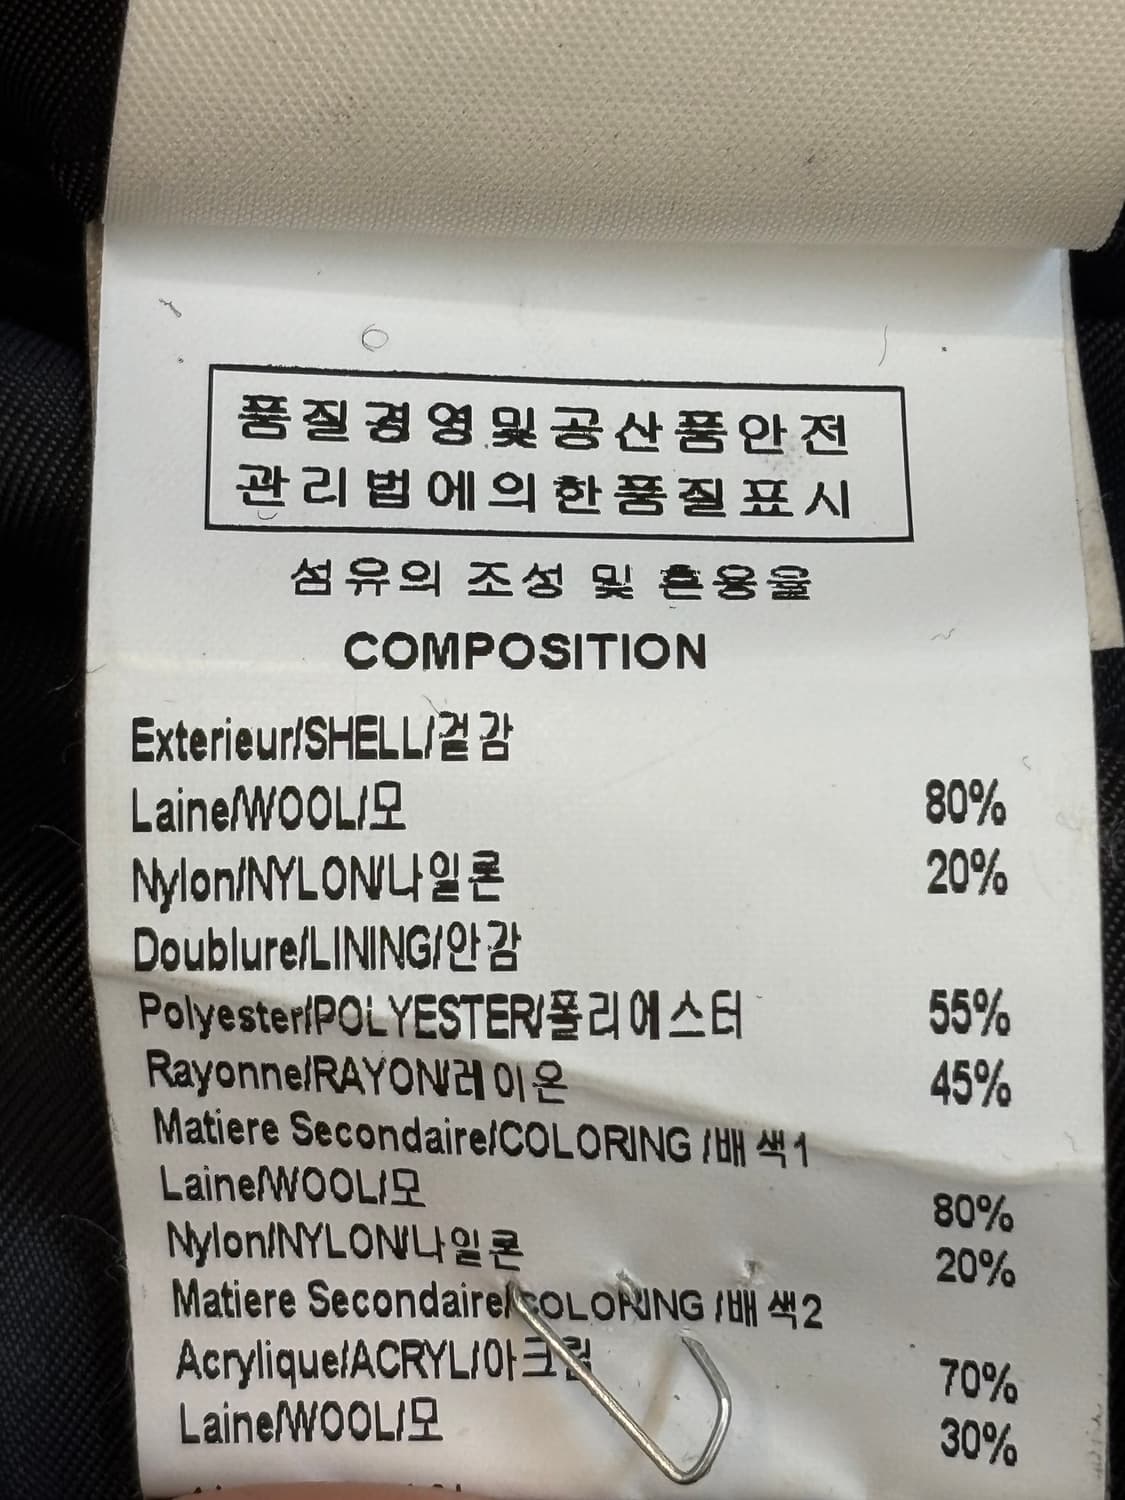 품질경영및공산품안전
관리법에의한품질표시
섬유의 조성 및 혼용율
COMPOSITION
Exterieur/SHELL/겉감
Laine/WOOL/모 80%
Nylon/NYLON/나일론 20%
Doublure/LINING/안감
Polyester/POLYESTER/폴리에스터 55%
Rayonne/RAYON/레이온 45%
Matiere Secondaire/COLORING /배색1
Laine/WOOL/모 80%
Nylon/NYLON/나일론 20%
Matiere Secondaire/COLORING /배색2
Acrylique/ACRYL/아크릴 70%
Laine/WOOL/모 30%